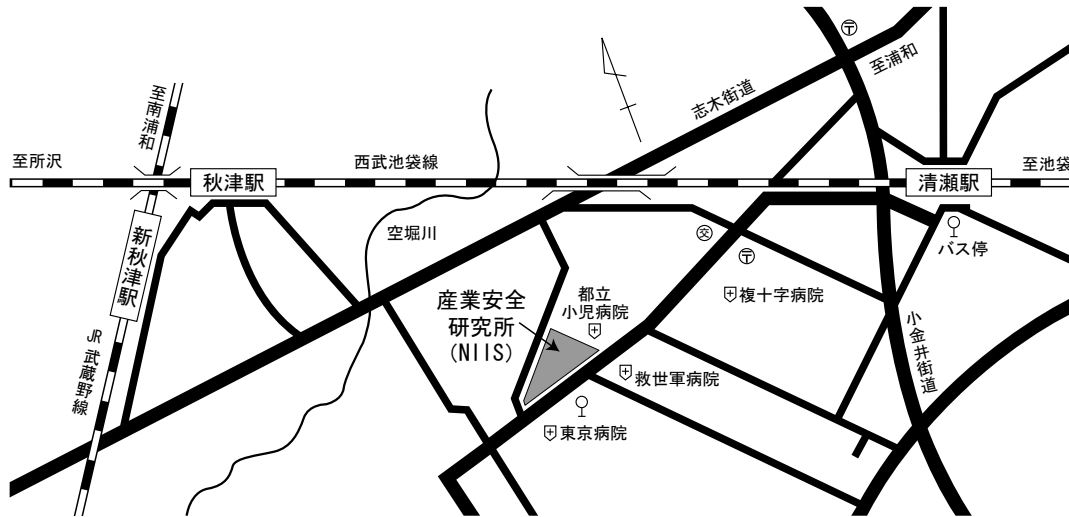 〒
至浦和
志木街道
至南浦和
至所沢
西武池袋線
至池袋
秋津駅
清瀬駅
新秋津駅
空堀川
交
〒
バス停
都立
小児病院
複十字病院
産業安全
研究所
(NIIS)
小金井街道
JR 武蔵野線
救世軍病院
東京病院